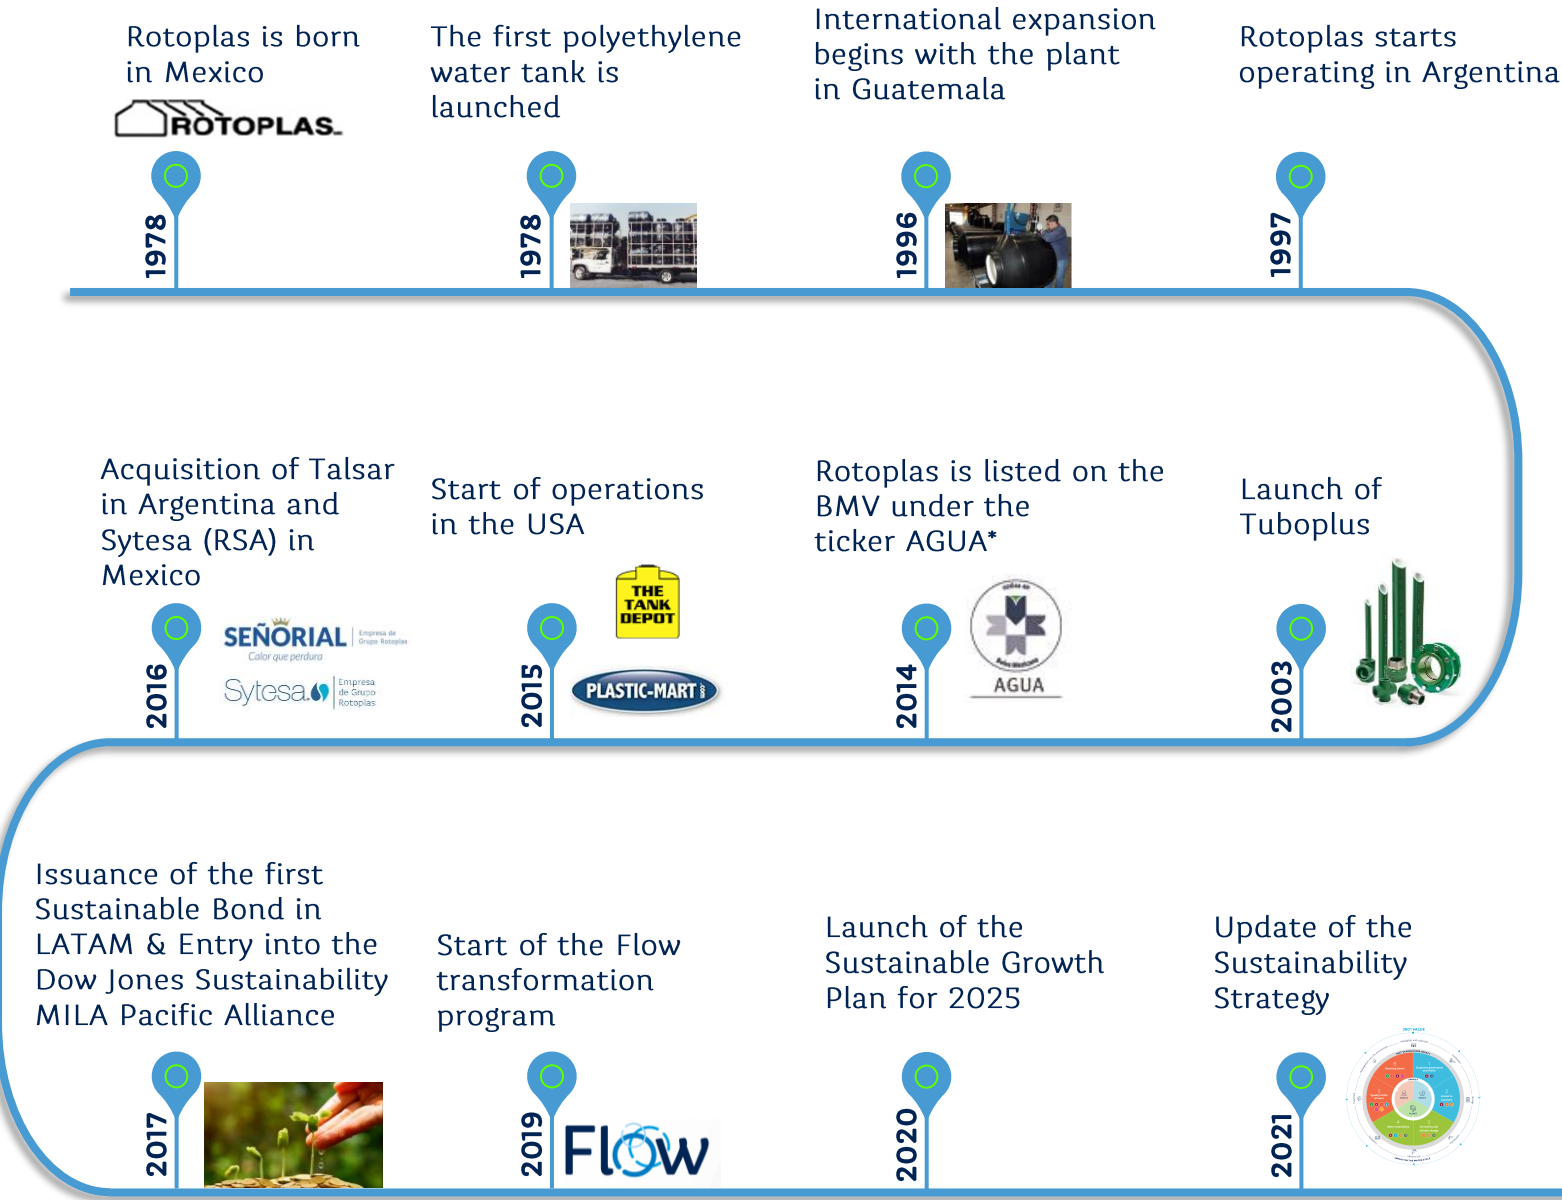 Rotoplas is born
in Mexico
ROTOPLAS
1978
The first polyethylene
water tank is
launched
1978
International expansion
begins with the plant
in Guatemala
1996
Rotoplas starts
operating in Argentina
1997
Launch of
Tuboplus
2003
Rotoplas is listed on the
BMV under the
ticker AGUA*
AGUA
2014
Start of operations
in the USA
THE
TANK
DEPOT
PLASTIC-MART
2015
Acquisition of Talsar
in Argentina and
Sytesa (RSA) in
Mexico
SEÑORIAL
Empresa de
Grupo Rotoplas
Calor que perdura
Sytesa
Empresa
de Grupo
Rotoplas
2016
Issuance of the first
Sustainable Bond in
LATAM & Entry into the
Dow Jones Sustainability
MILA Pacific Alliance
2017
Start of the Flow
transformation
program
2019
Flow
Launch of the
Sustainable Growth
Plan for 2025
2020
Update of the
Sustainability
Strategy
2021